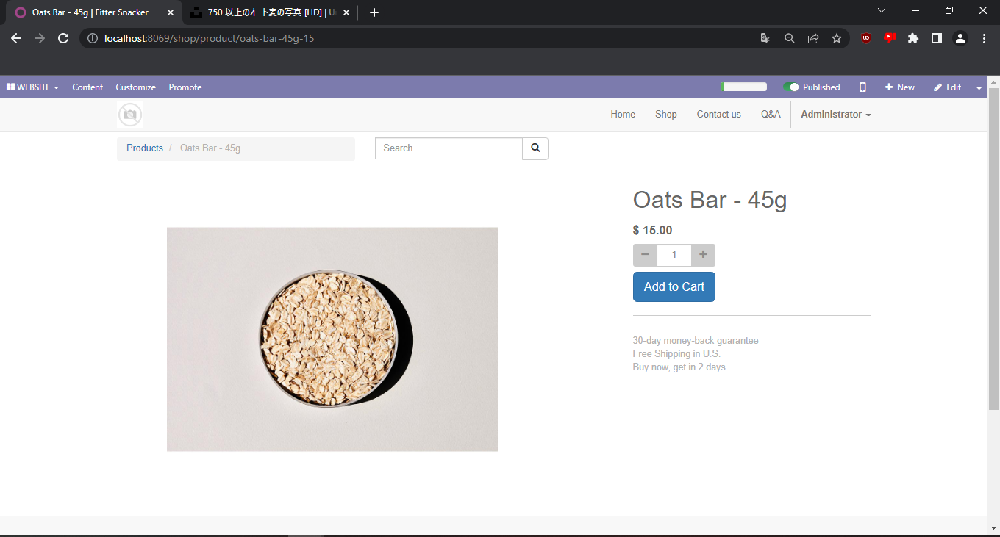 Oats Bar - 45g | Fitter Snacker
750 以上のオート麦の写真 [HD] | U
localhost:8069/shop/product/oats-bar-45g-15
WEBSITE Content Customize Promote Published New Edit
Home Shop Contact us Q&A Administrator
Products / Oats Bar - 45g
Search...
Oats Bar - 45g
$ 15.00
1
Add to Cart
30-day money-back guarantee
Free Shipping in U.S.
Buy now, get in 2 days